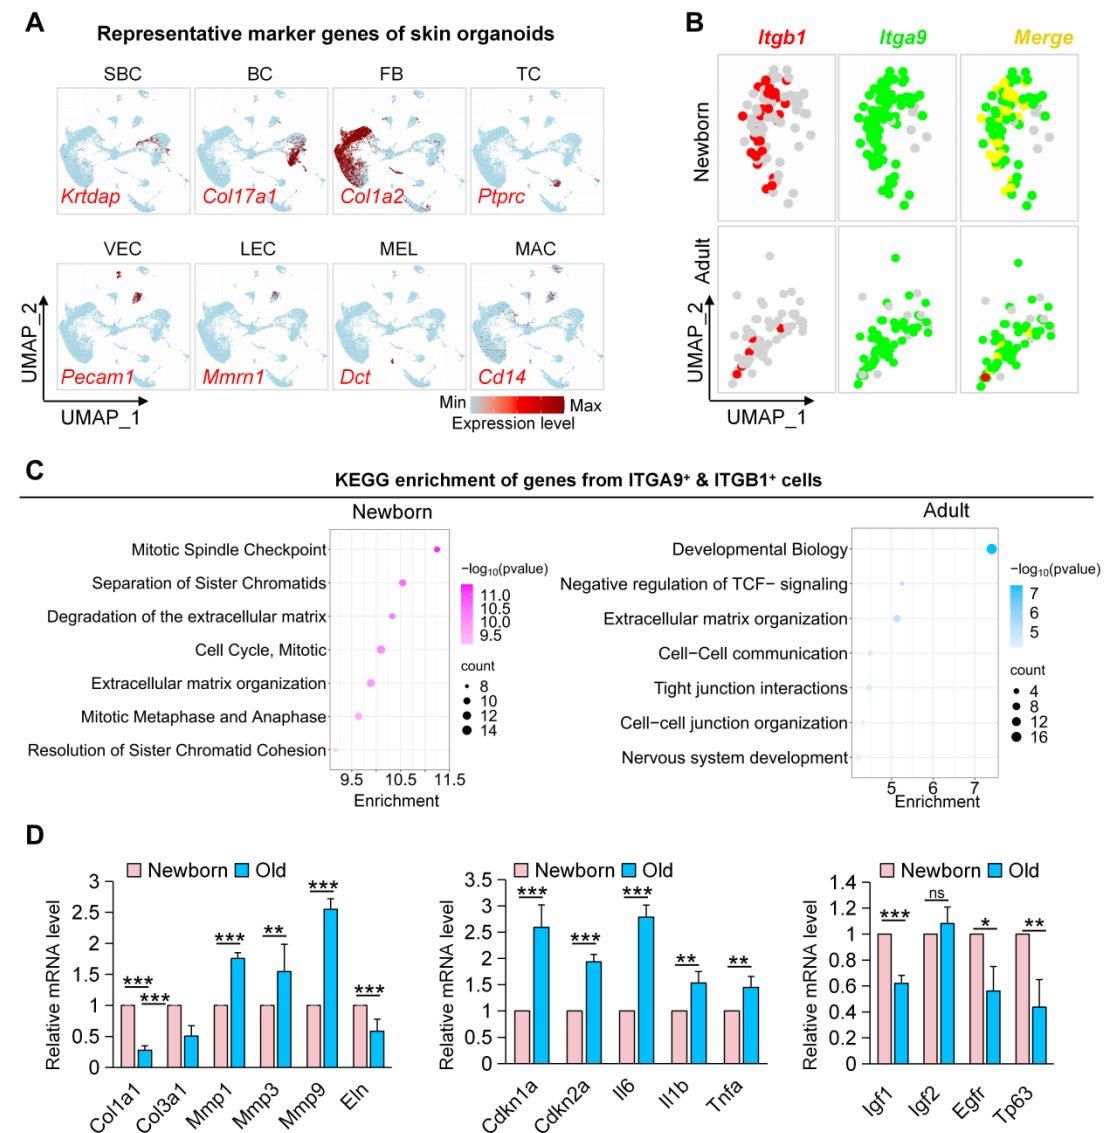 A
Representative marker genes of skin organoids
SBC BC FB TC
Krtdap Col17a1 Col1a2 Ptprc
VEC LEC MEL MAC
Pecam1 Mmrn1 Dct Cd14
UMAP_2
UMAP_1
Min Max
Expression level
B
Itgb1 Itga9 Merge
Newborn
Adult
UMAP_2
UMAP_1
C
KEGG enrichment of genes from ITGA9⁺ & ITGB1⁺ cells
Newborn
Mitotic Spindle Checkpoint
Separation of Sister Chromatids
Degradation of the extracellular matrix
Cell Cycle, Mitotic
Extracellular matrix organization
Mitotic Metaphase and Anaphase
Resolution of Sister Chromatid Cohesion
9.5 10.5 11.5
Enrichment
−log₁₀(pvalue)
11.0
10.5
10.0
9.5
count
8
10
12
14
Adult
Developmental Biology
Negative regulation of TCF− signaling
Extracellular matrix organization
Cell−Cell communication
Tight junction interactions
Cell−cell junction organization
Nervous system development
5 6 7
Enrichment
−log₁₀(pvalue)
7
6
5
count
4
8
12
16
D
Newborn Old
Relative mRNA level
3
2.5
2
1.5
1
0.5
0
*** *** *** ** *** ***
Col1a1 Col3a1 Mmp1 Mmp3 Mmp9 Eln
Newborn Old
Relative mRNA level
3.5
3
2.5
2
1.5
1
0.5
0
*** *** *** ** **
Cdkn1a Cdkn2a Il6 Il1b Tnfa
Newborn Old
Relative mRNA level
1.4
1.2
1
0.8
0.6
0.4
0.2
0
*** ns * **
Igf1 Igf2 Egfr Tp63